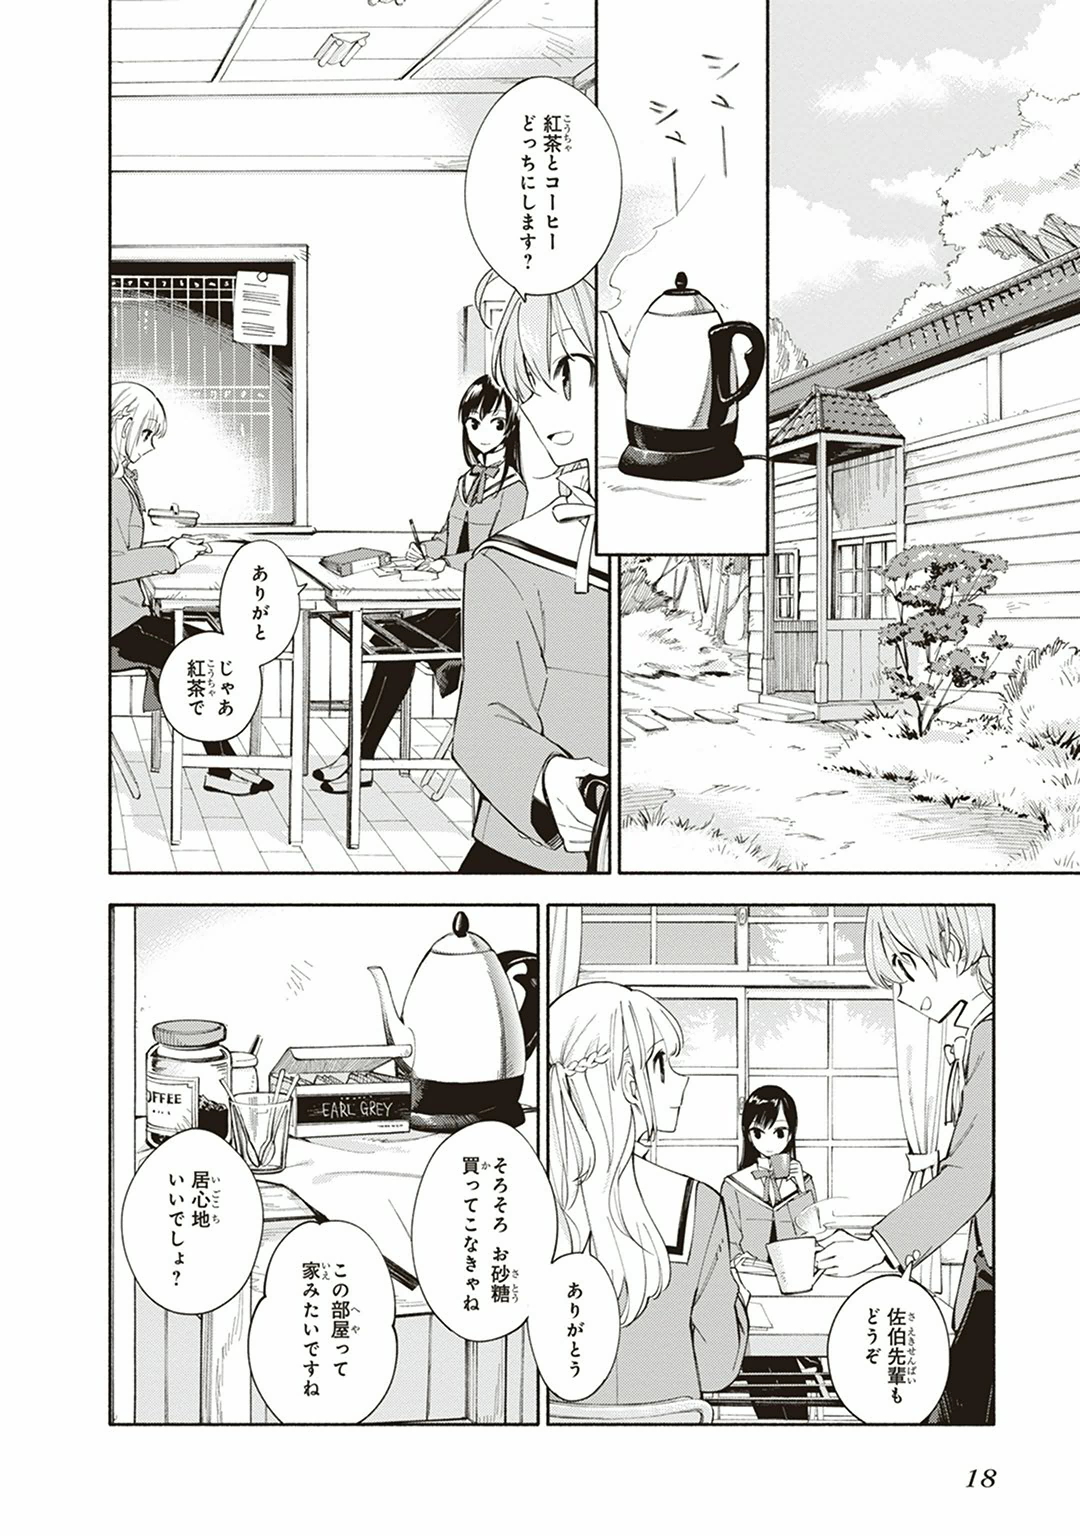 シュー
シュー
紅茶とコーヒー
どっちにします?
ありがと
じゃあ
紅茶で
佐伯先輩も
どうぞ
ありがとう
そろそろ お砂糖
買ってこなきゃね
この部屋って
家みたいですね
居心地
いいでしょ?
COFFEE
EARL GREY
18